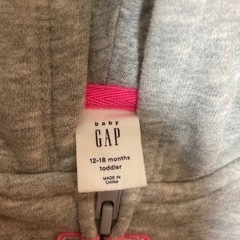 baby
GAP
12-18 months
toddler
MADE IN
CHINA